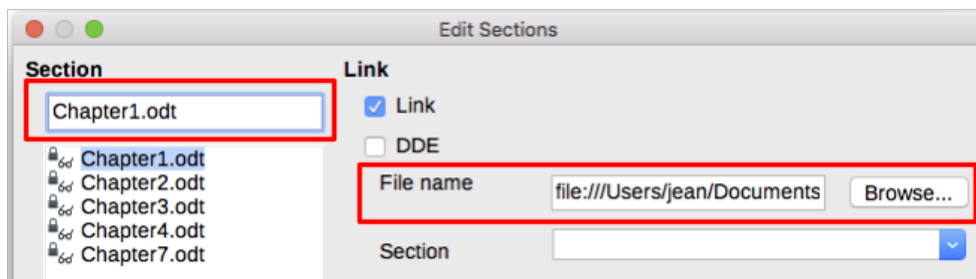 Edit Sections
Section
Chapter1.odt
Chapter1.odt
Chapter2.odt
Chapter3.odt
Chapter4.odt
Chapter7.odt
Link
Link
DDE
File name file:///Users/jean/Documents Browse...
Section